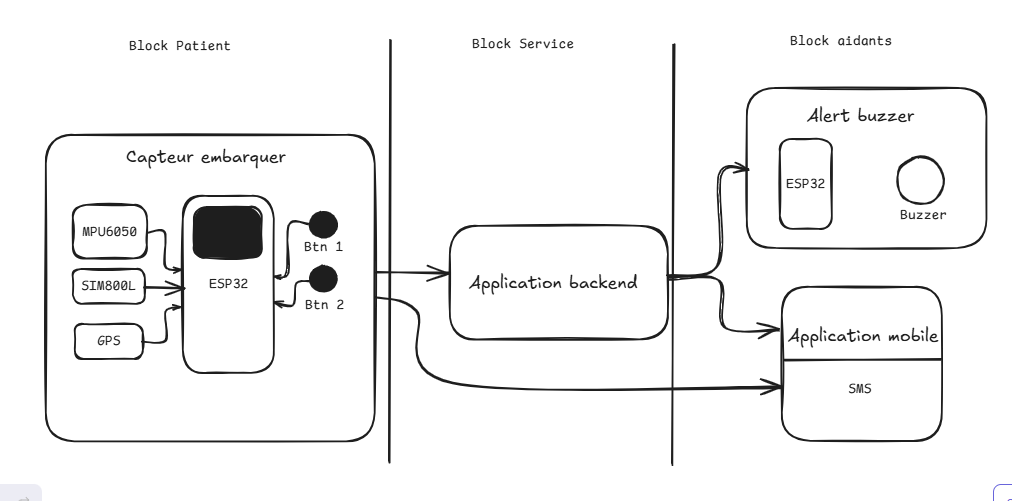 Block Patient
Block Service
Block aidants
Capteur embarquer
MPU6050
SIM800L
GPS
ESP32
Btn 1
Btn 2
Application backend
Alert buzzer
ESP32
Buzzer
Application mobile
SMS